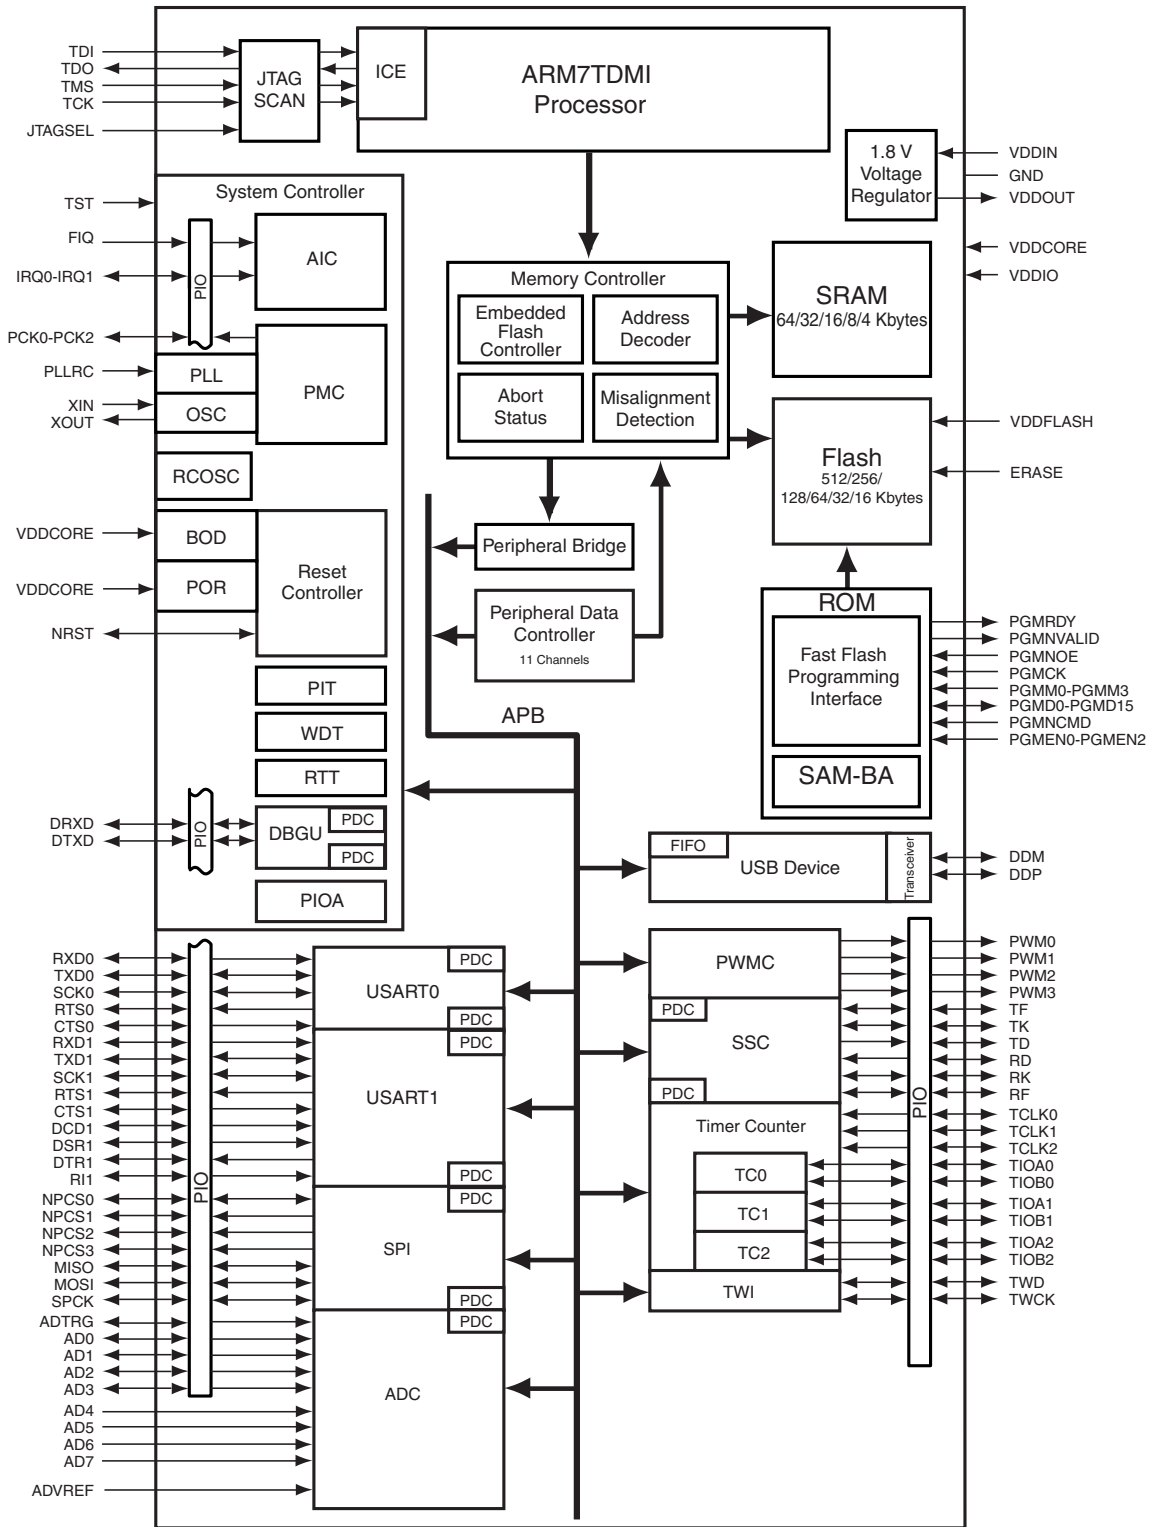 TDI
TDO
TMS
TCK
JTAGSEL
JTAG
SCAN
ICE
ARM7TDMI
Processor
1.8 V
Voltage
Regulator
VDDIN
GND
VDDOUT
VDDCORE
VDDIO
System Controller
TST
FIQ
IRQ0-IRQ1
PCK0-PCK2
PLLRC
XIN
XOUT
PIO
AIC
PMC
PLL
OSC
RCOSC
VDDCORE
VDDCORE
NRST
BOD
POR
Reset
Controller
PIT
WDT
RTT
DRXD
DTXD
PIO
DBGU
PDC
PDC
PIOA
Memory Controller
Embedded
Flash
Controller
Address
Decoder
Abort
Status
Misalignment
Detection
SRAM
64/32/16/8/4 Kbytes
Flash
512/256/
128/64/32/16 Kbytes
VDDFLASH
ERASE
Peripheral Bridge
Peripheral Data
Controller
11 Channels
APB
ROM
Fast Flash
Programming
Interface
SAM-BA
PGMRDY
PGMNVALID
PGMNOE
PGMCK
PGMM0-PGMM3
PGMD0-PGMD15
PGMNCMD
PGMEN0-PGMEN2
FIFO
USB Device
Transceiver
DDM
DDP
RXD0
TXD0
SCK0
RTS0
CTS0
RXD1
TXD1
SCK1
RTS1
CTS1
DCD1
DSR1
DTR1
RI1
NPCS0
NPCS1
NPCS2
NPCS3
MISO
MOSI
SPCK
ADTRG
AD0
AD1
AD2
AD3
AD4
AD5
AD6
AD7
ADVREF
PIO
PDC
USART0
PDC
PDC
USART1
PDC
PDC
SPI
PDC
PDC
ADC
PWMC
PDC
SSC
PDC
Timer Counter
TC0
TC1
TC2
TWI
PIO
PWM0
PWM1
PWM2
PWM3
TF
TK
TD
RD
RK
RF
TCLK0
TCLK1
TCLK2
TIOA0
TIOB0
TIOA1
TIOB1
TIOA2
TIOB2
TWD
TWCK